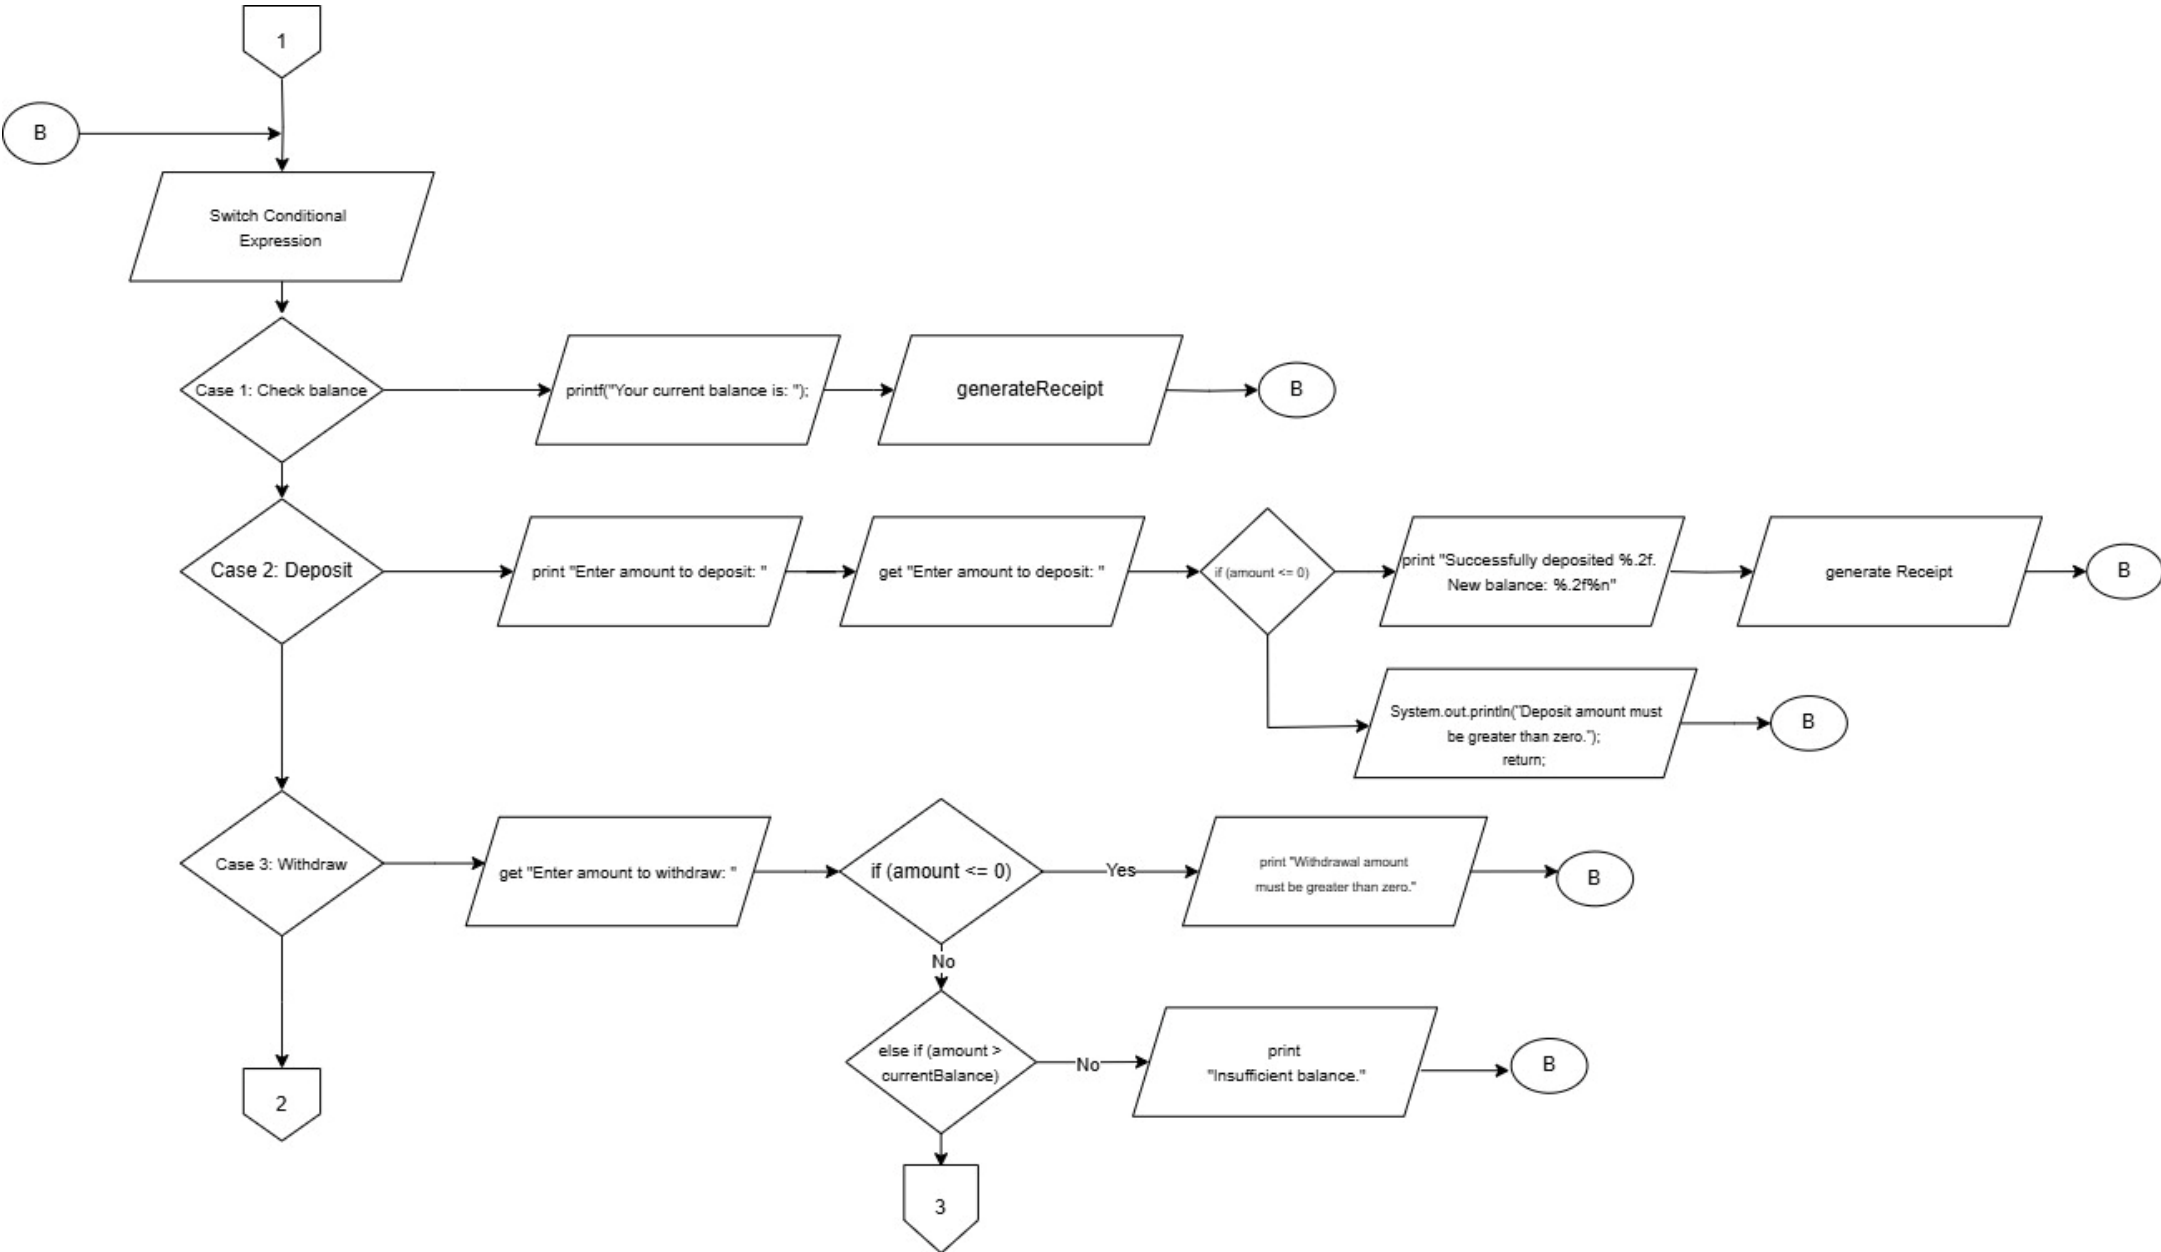 1
B
Switch Conditional
Expression
Case 1: Check balance
printf("Your current balance is: ");
generateReceipt
B
Case 2: Deposit
print "Enter amount to deposit: "
get "Enter amount to deposit: "
if (amount <= 0)
print "Successfully deposited %.2f.
New balance: %.2f%n"
generate Receipt
B
System.out.println("Deposit amount must
be greater than zero.");
return;
B
Case 3: Withdraw
get "Enter amount to withdraw: "
if (amount <= 0)
Yes
print "Withdrawal amount
must be greater than zero."
B
No
else if (amount >
currentBalance)
No
print
"Insufficient balance."
B
2
3